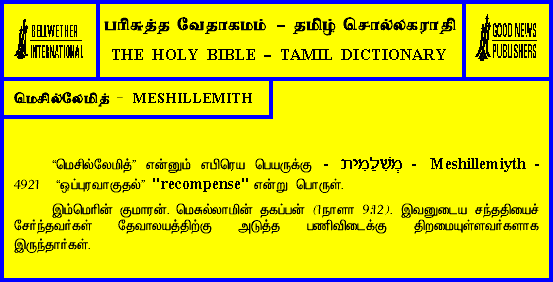 BELLWETHER
INTERNATIONAL
பரிசுத்த வேதாகமம் – தமிழ் சொல்லகராதி
THE HOLY BIBLE – TAMIL DICTIONARY
GOOD NEWS
PUBLISHERS
மெசில்லேமித் – MESHILLEMITH
“மெசில்லேமித்” என்னும் எபிரெய பெயருக்கு - מְשִׁלֵּמִית - Meshillemiyth -
4921 “ஒப்புரவாகுதல்” "recompense" என்று பொருள்.
இம்மெரின் குமாரன். மெசுல்லாமின் தகப்பன் (1நாளா 9:12). இவனுடைய சந்ததியைச்
சேர்ந்தவர்கள் தேவாலயத்திற்கு அடுத்த பணிவிடைக்கு திறமையுள்ளவர்களாக
இருந்தார்கள்.